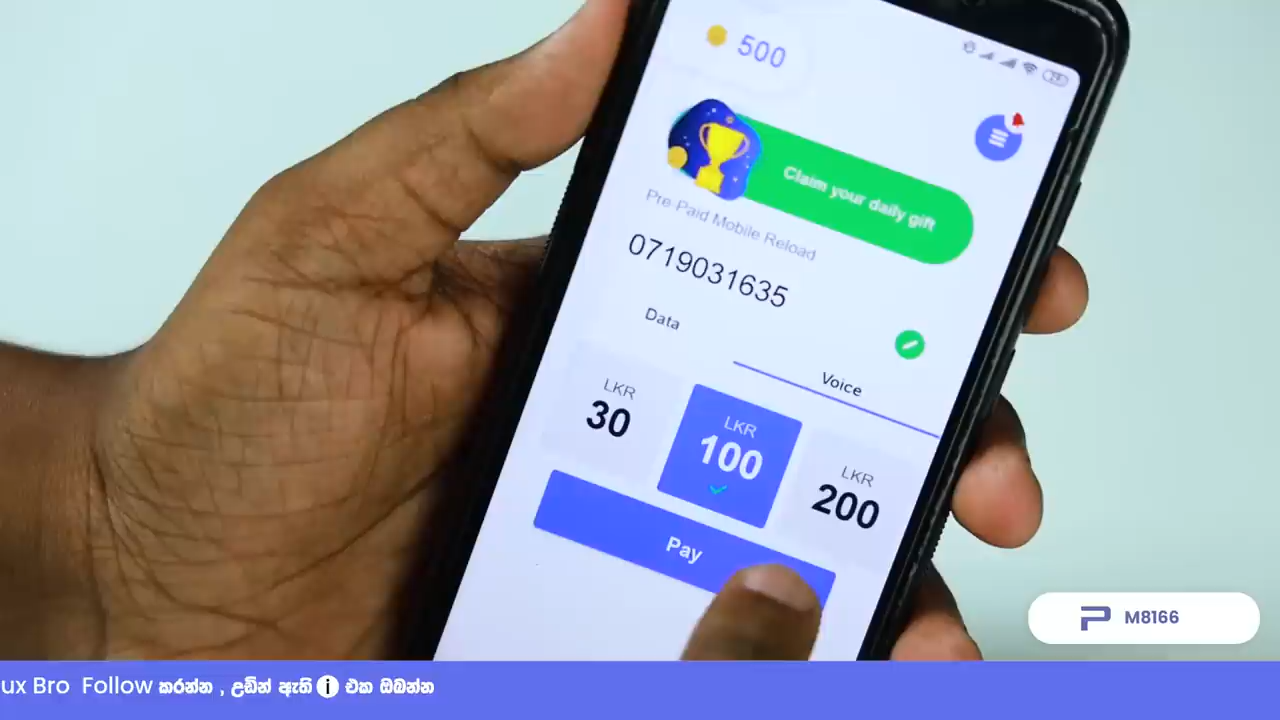 500
Claim your daily gift
Pre-Paid Mobile Reload
0719031635
Data
Voice
LKR
30
LKR
100
LKR
200
Pay
M8166
ux Bro Follow කරන්න , උඩින් ඇති i එක ඔබන්න